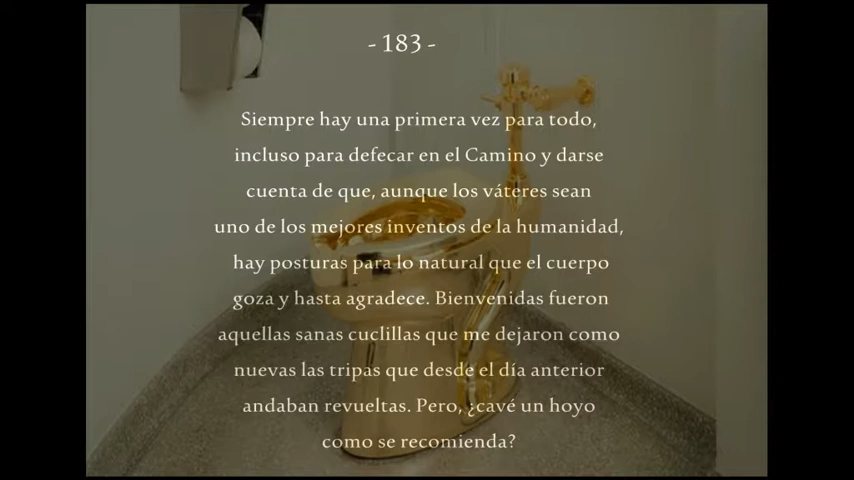 - 183 -
Siempre hay una primera vez para todo,
incluso para defecar en el Camino y darse
cuenta de que, aunque los váteres sean
uno de los mejores inventos de la humanidad,
hay posturas para lo natural que el cuerpo
goza y hasta agradece. Bienvenidas fueron
aquellas sanas cuclillas que me dejaron como
nuevas las tripas que desde el día anterior
andaban revueltas. Pero, ¿cavé un hoyo
como se recomienda?